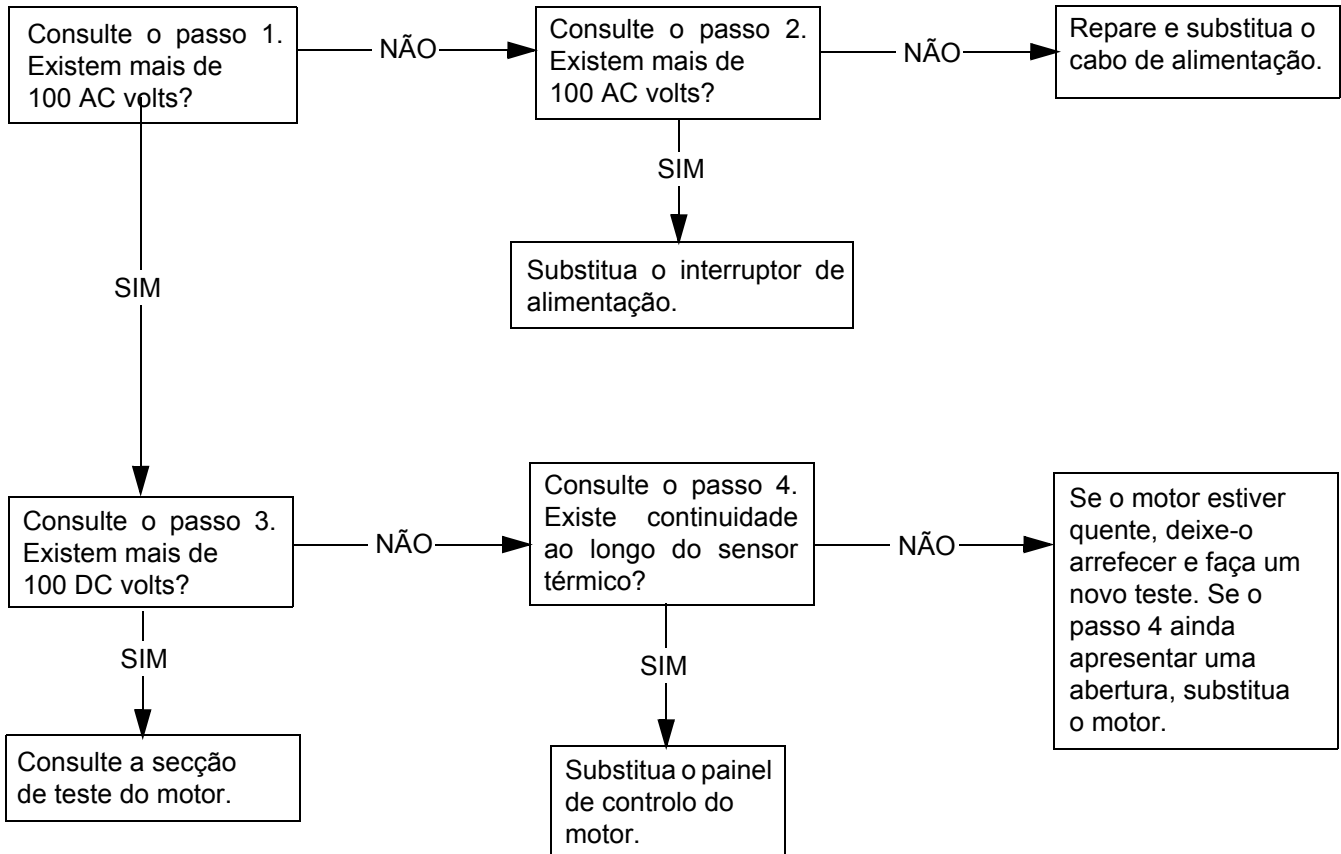 Consulte o passo 1.
Existem mais de
100 AC volts?
NÃO
Consulte o passo 2.
Existem mais de
100 AC volts?
NÃO
Repare e substitua o
cabo de alimentação.
SIM
Substitua o interruptor de
alimentação.
SIM
Consulte o passo 3.
Existem mais de
100 DC volts?
NÃO
Consulte o passo 4.
Existe continuidade
ao longo do sensor
térmico?
NÃO
Se o motor estiver
quente, deixe-o
arrefecer e faça um
novo teste. Se o
passo 4 ainda
apresentar uma
abertura, substitua
o motor.
SIM
Consulte a secção
de teste do motor.
SIM
Substitua o painel
de controlo do
motor.